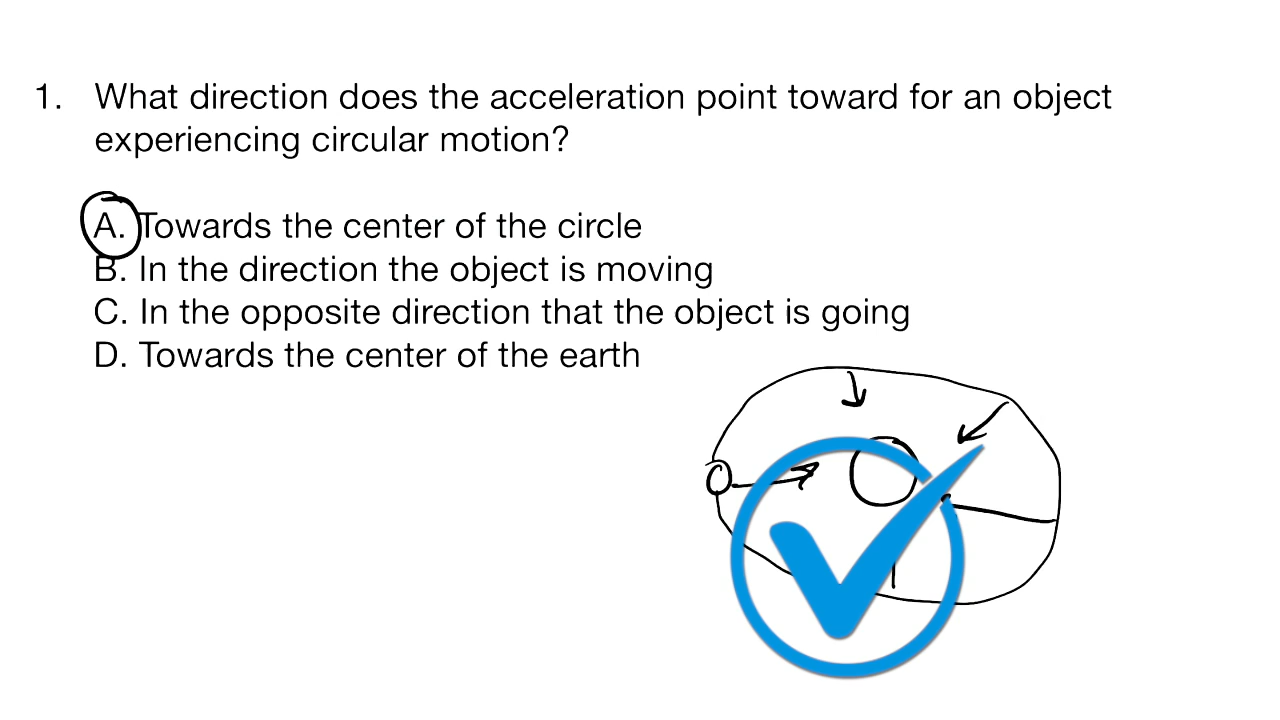 1. What direction does the acceleration point toward for an object
experiencing circular motion?
A. Towards the center of the circle
B. In the direction the object is moving
C. In the opposite direction that the object is going
D. Towards the center of the earth